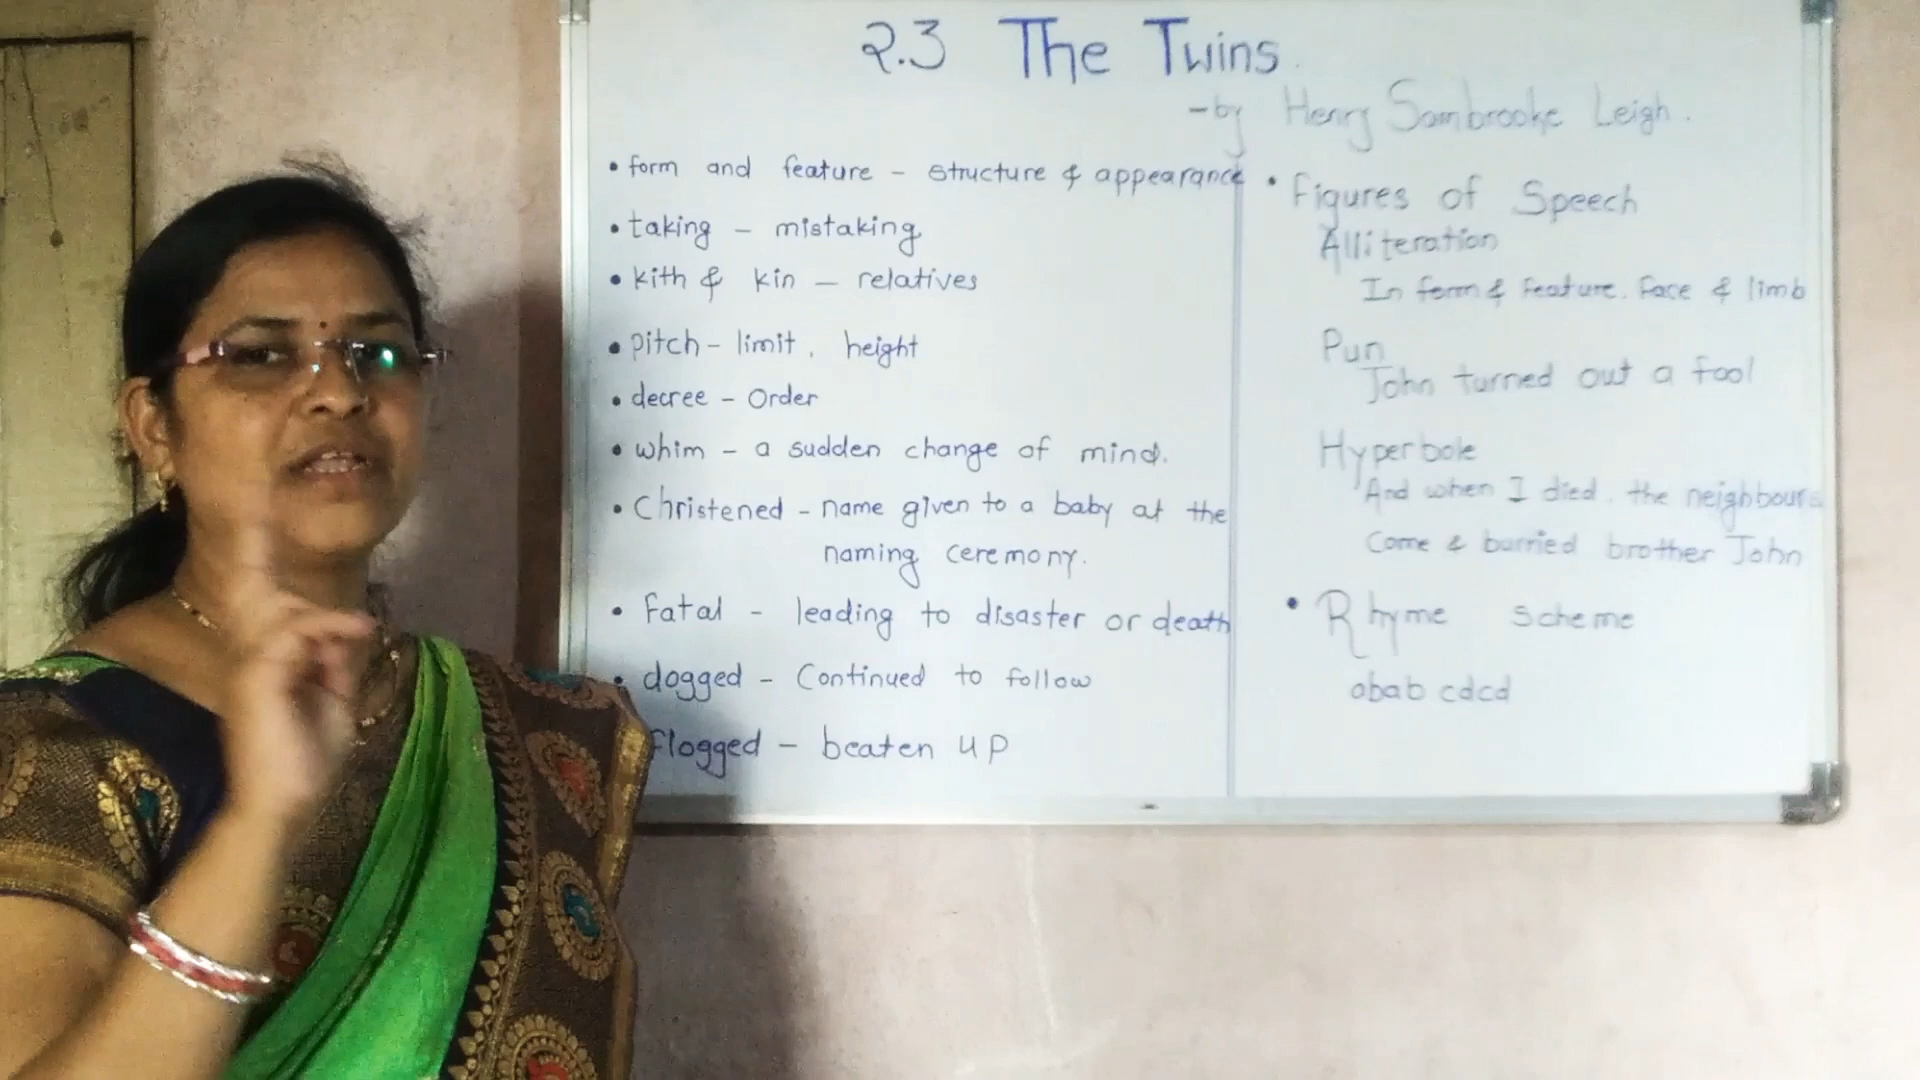 2.3 The Twins.
-by Henry Sambrooke Leigh.
• form and feature - structure & appearance
• taking - mistaking
• kith & kin - relatives
• pitch - limit, height
• decree - Order
• whim - a sudden change of mind.
• Christened - name given to a baby at the
naming ceremony.
• Fatal - leading to disaster or death
• dogged - Continued to follow
Flogged - beaten up
• Figures of Speech
Alliteration
In form & feature, face & limb
Pun
John turned out a fool
Hyperbole
And when I died, the neighbours
Come & burried brother John
• Rhyme scheme
abab cdcd